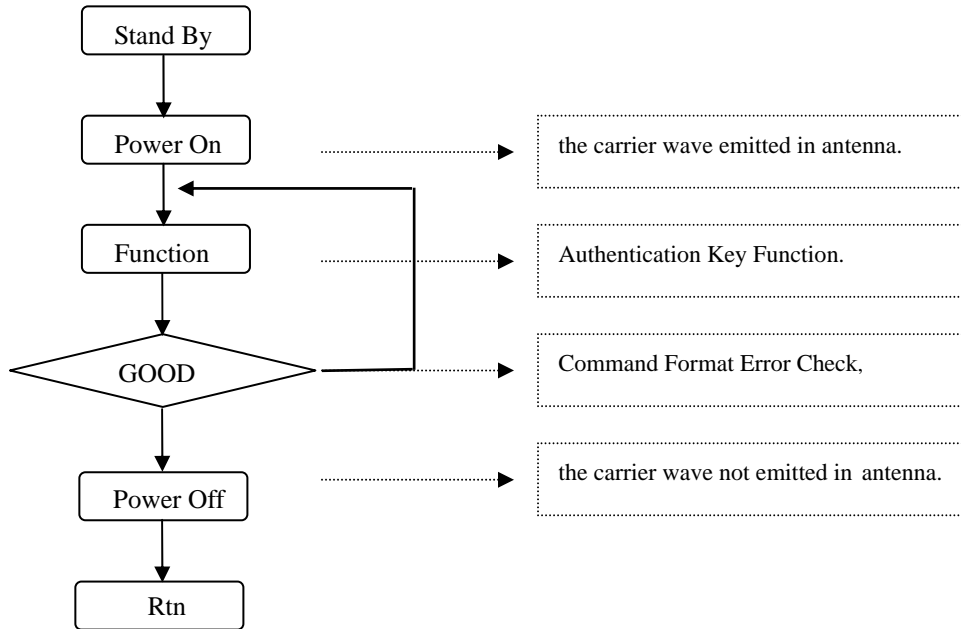 Stand By
Power On
the carrier wave emitted in antenna.
Function
Authentication Key Function.
GOOD
Command Format Error Check,
Power Off
the carrier wave not emitted in antenna.
Rtn